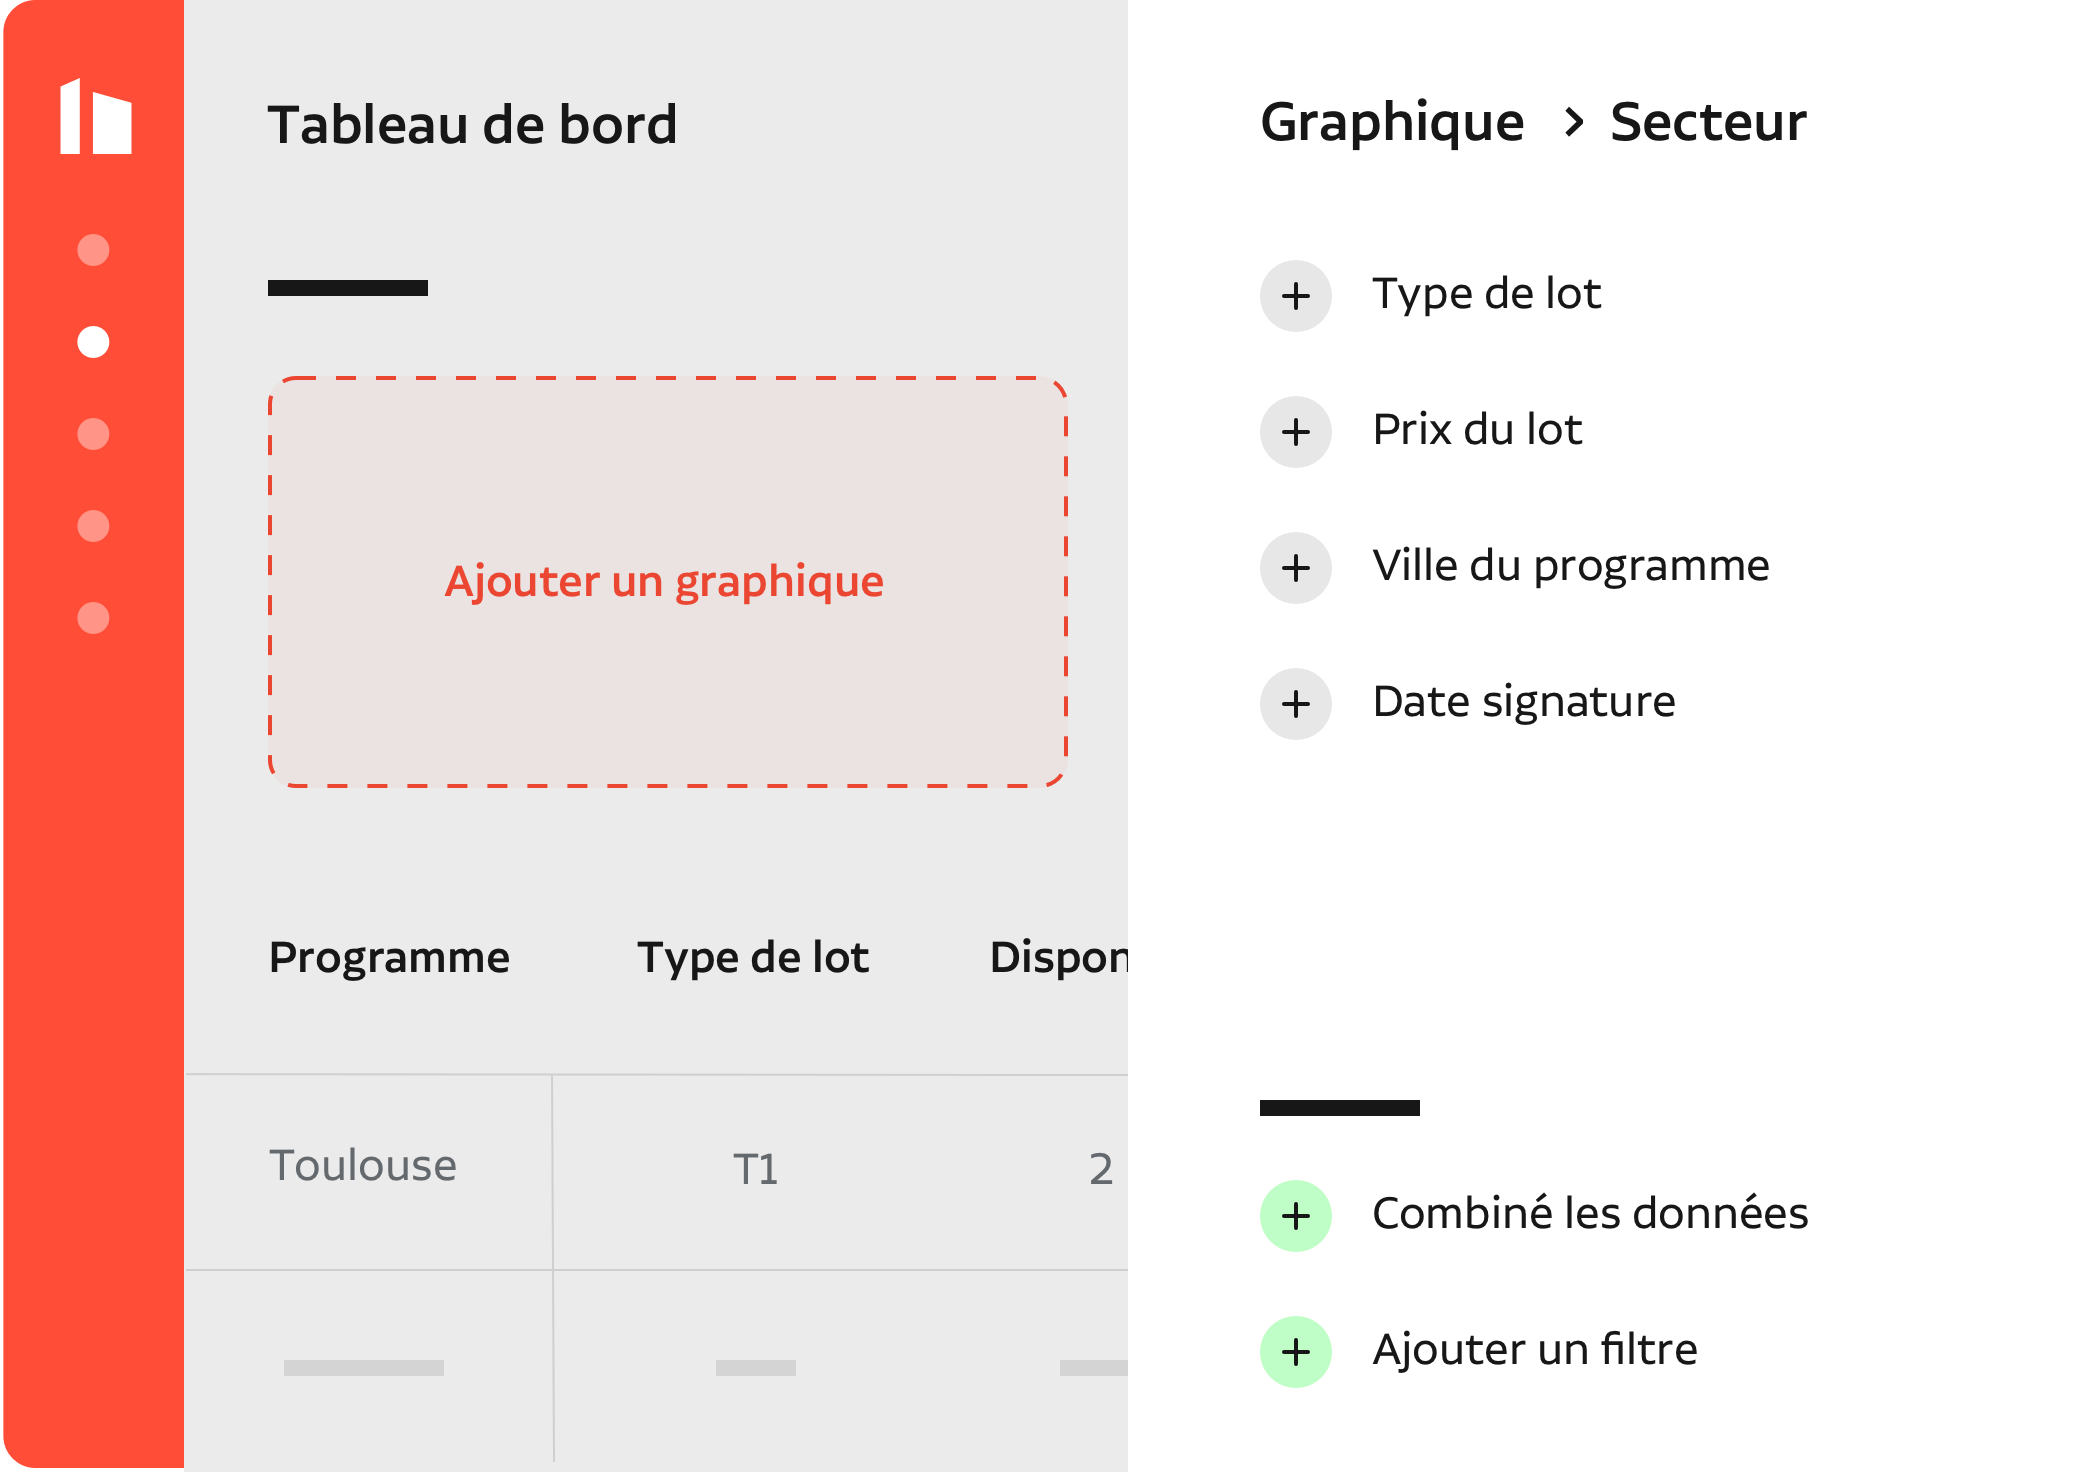 Tableau de bord
Ajouter un graphique
Programme Type de lot Dispon
Toulouse T1 2
Graphique > Secteur
Type de lot
Prix du lot
Ville du programme
Date signature
Combiné les données
Ajouter un filtre